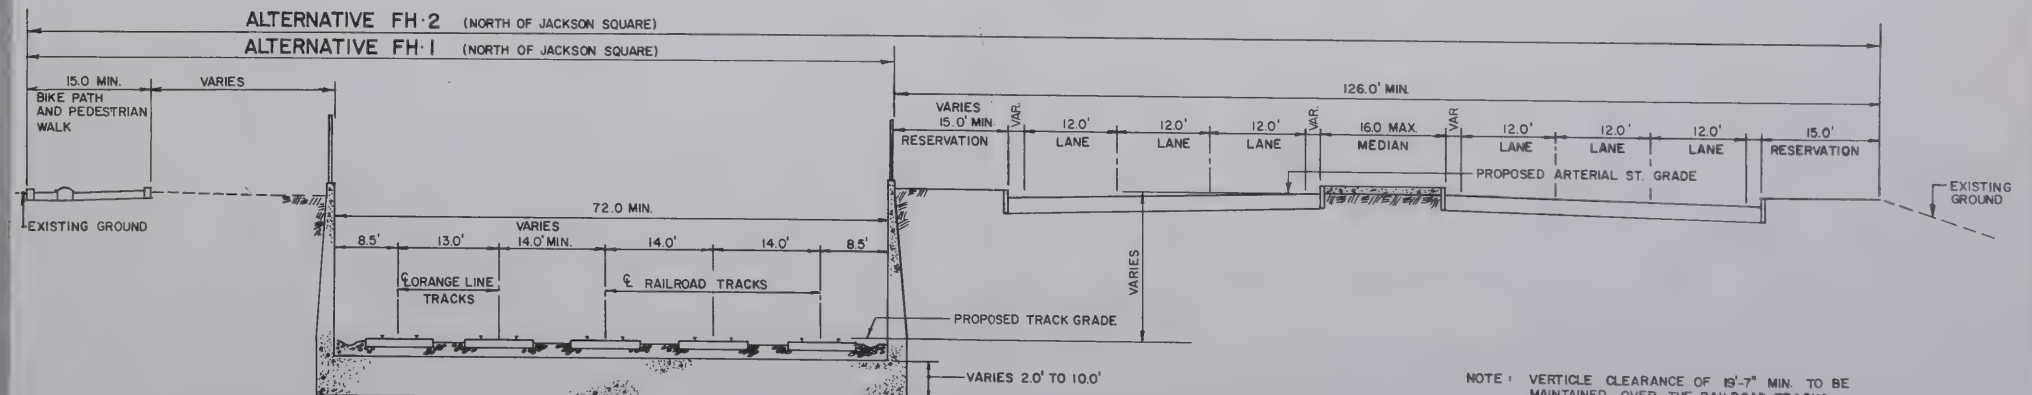 ALTERNATIVE FH·2 (NORTH OF JACKSON SQUARE)
ALTERNATIVE FH·1 (NORTH OF JACKSON SQUARE)
15.0 MIN.
VARIES
BIKE PATH
AND PEDESTRIAN
WALK
126.0' MIN.
VARIES
15.0' MIN.
RESERVATION
VAR.
12.0'
LANE
12.0'
LANE
12.0'
LANE
VAR.
16.0 MAX.
MEDIAN
VAR
12.0'
LANE
12.0'
LANE
12.0'
LANE
15.0'
RESERVATION
PROPOSED ARTERIAL ST. GRADE
EXISTING
GROUND
EXISTING GROUND
72.0 MIN.
VARIES
8.5'
13.0'
14.0' MIN.
14.0'
14.0'
8.5'
℄ ORANGE LINE
TRACKS
℄ RAILROAD TRACKS
VARIES
PROPOSED TRACK GRADE
VARIES 2.0' TO 10.0'
NOTE : VERTICLE CLEARANCE OF 19'-7" MIN. TO BE
MAINTAINED OVER THE RAILROAD TRACKS